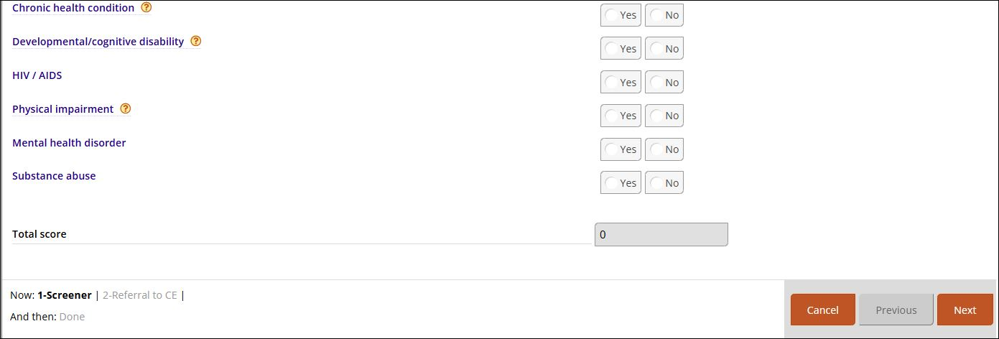 Chronic health condition ? Yes No
Developmental/cognitive disability ? Yes No
HIV / AIDS Yes No
Physical impairment ? Yes No
Mental health disorder Yes No
Substance abuse Yes No
Total score 0
Now: 1-Screener | 2-Referral to CE |
And then: Done
Cancel Previous Next